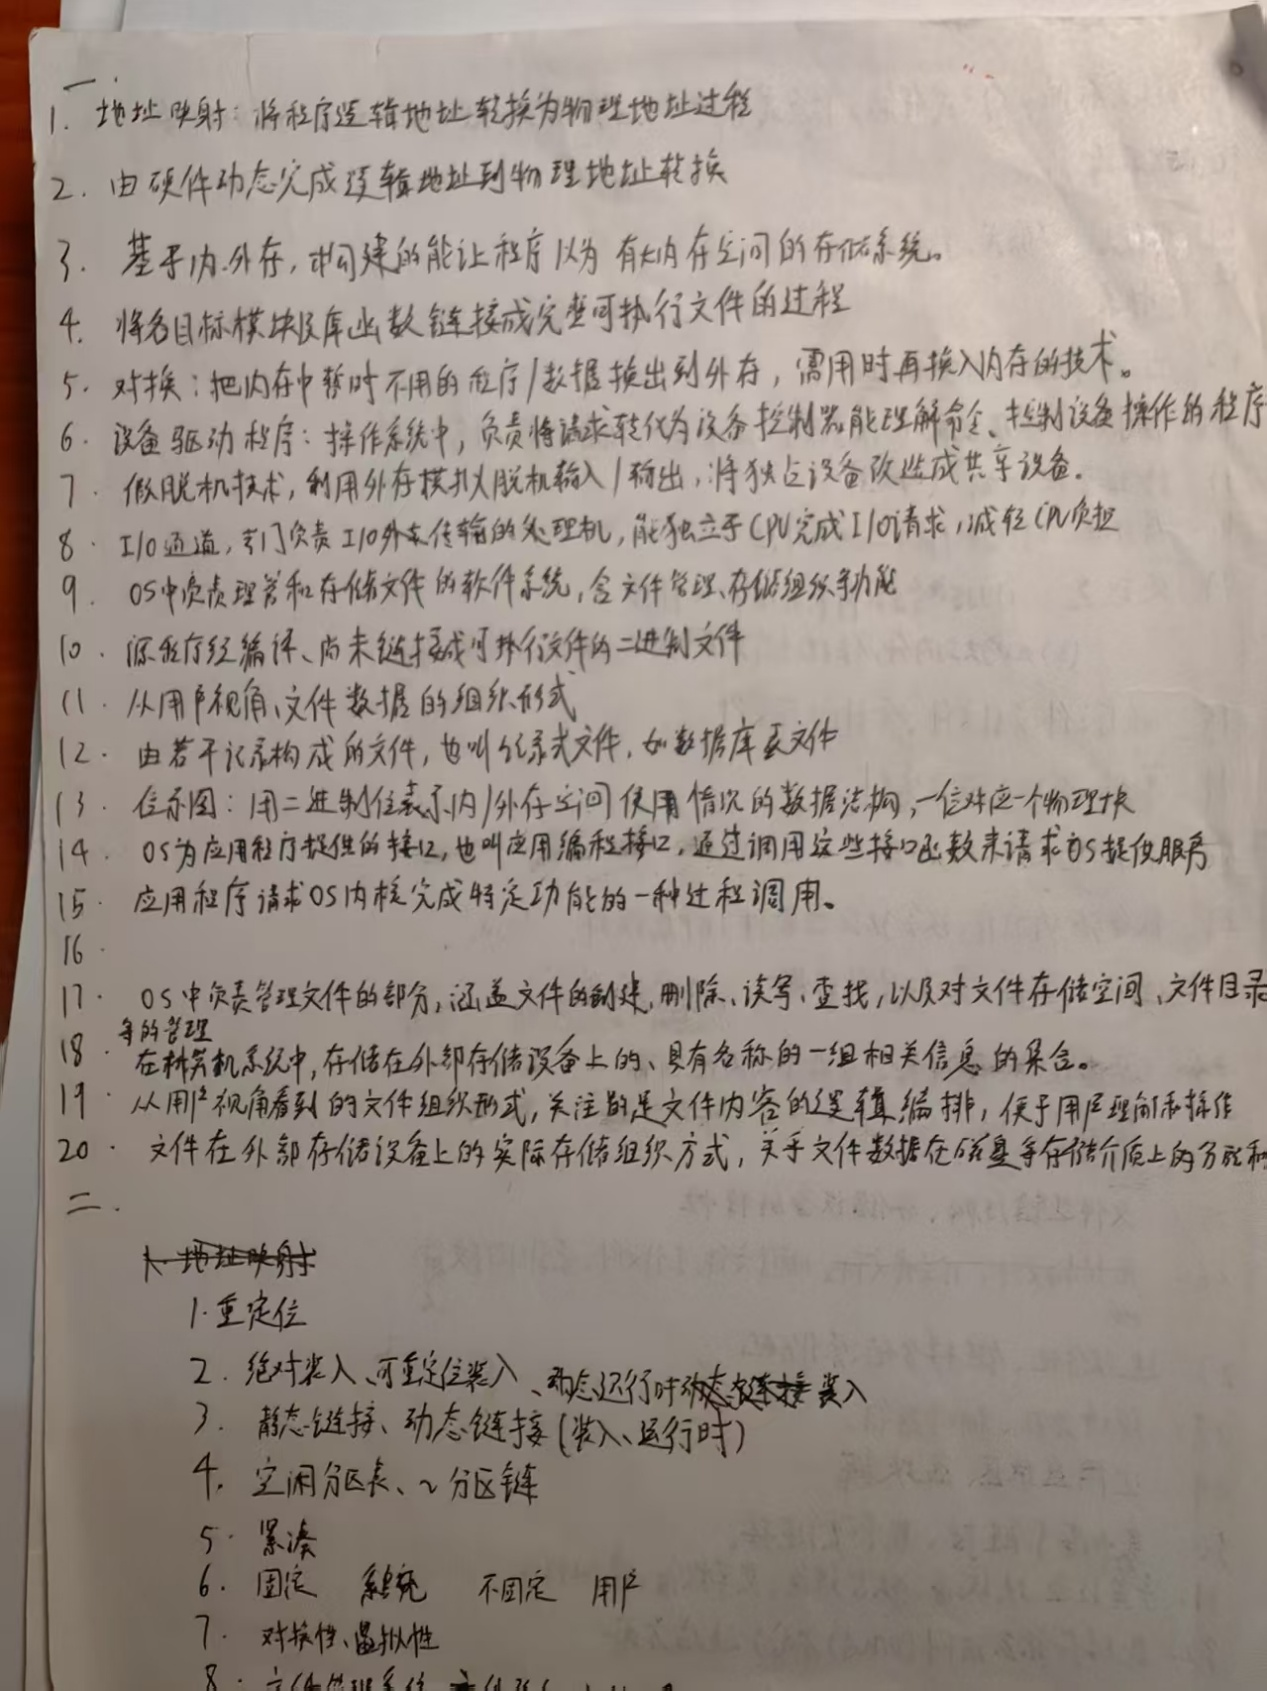 一.
1. 地址映射：将程序逻辑地址转换为物理地址过程
2. 由硬件动态完成逻辑地址到物理地址转换
3. 基于内.外存，构建的能让程序以为有大内存空间的存储系统。
4. 将各目标模块及库函数链接成完整可执行文件的过程
5. 对换：把内存中暂时不用的程序/数据换出到外存，需用时再换入内存的技术。
6. 设备驱动程序：操作系统中，负责将请求转化为设备控制器能理解命令、控制设备操作的程序
7. 假脱机技术，利用外存模拟脱机输入/输出，将独占设备改造成共享设备.
8. I/O通道，专门负责I/O外末传输的处理机，能独立于CPU完成I/O请求，减轻CPU负担
9. OS中负责理管和存储文件的软件系统，含文件管理、存储组织等功能
10. 源程序经编译、尚未链接成可执行文件的二进制文件
11. 从用户视角、文件数据的组织形式
12. 由若干记录构成的文件，也叫记录式文件，如数据库表文件
13. 位示图：用二进制位表示内/外存空间使用情况的数据结构，一位对应一个物理块
14. OS为应用程序提供的接口，也叫应用编程接口，通过调用这些接口函数来请求OS提供服务
15. 应用程序请求OS内核完成特定功能的一种过程调用。
16.
17. OS中负责管理文件的部分，涵盖文件的创建、删除、读写、查找，以及对文件存储空间、文件目录
等的管理
18. 在计算机系统中，存储在外部存储设备上的、具有名称的一组相关信息的集合。
19. 从用户视角看到的文件组织形式，关注的是文件内容的逻辑编排，便于用户理解和操作
20. 文件在外部存储设备上的实际存储组织方式，关乎文件数据在磁盘等存储介质上的分配和
二.
1. 地址映射
1. 重定位
2. 绝对装入、可重定位装入、动态运行时动态链接装入
3. 静态链接、动态链接（装入、运行时）
4. 空闲分区表、~分区链
5. 紧凑
6. 固定 系统 不固定 用户
7. 对换性、虚拟性
8.